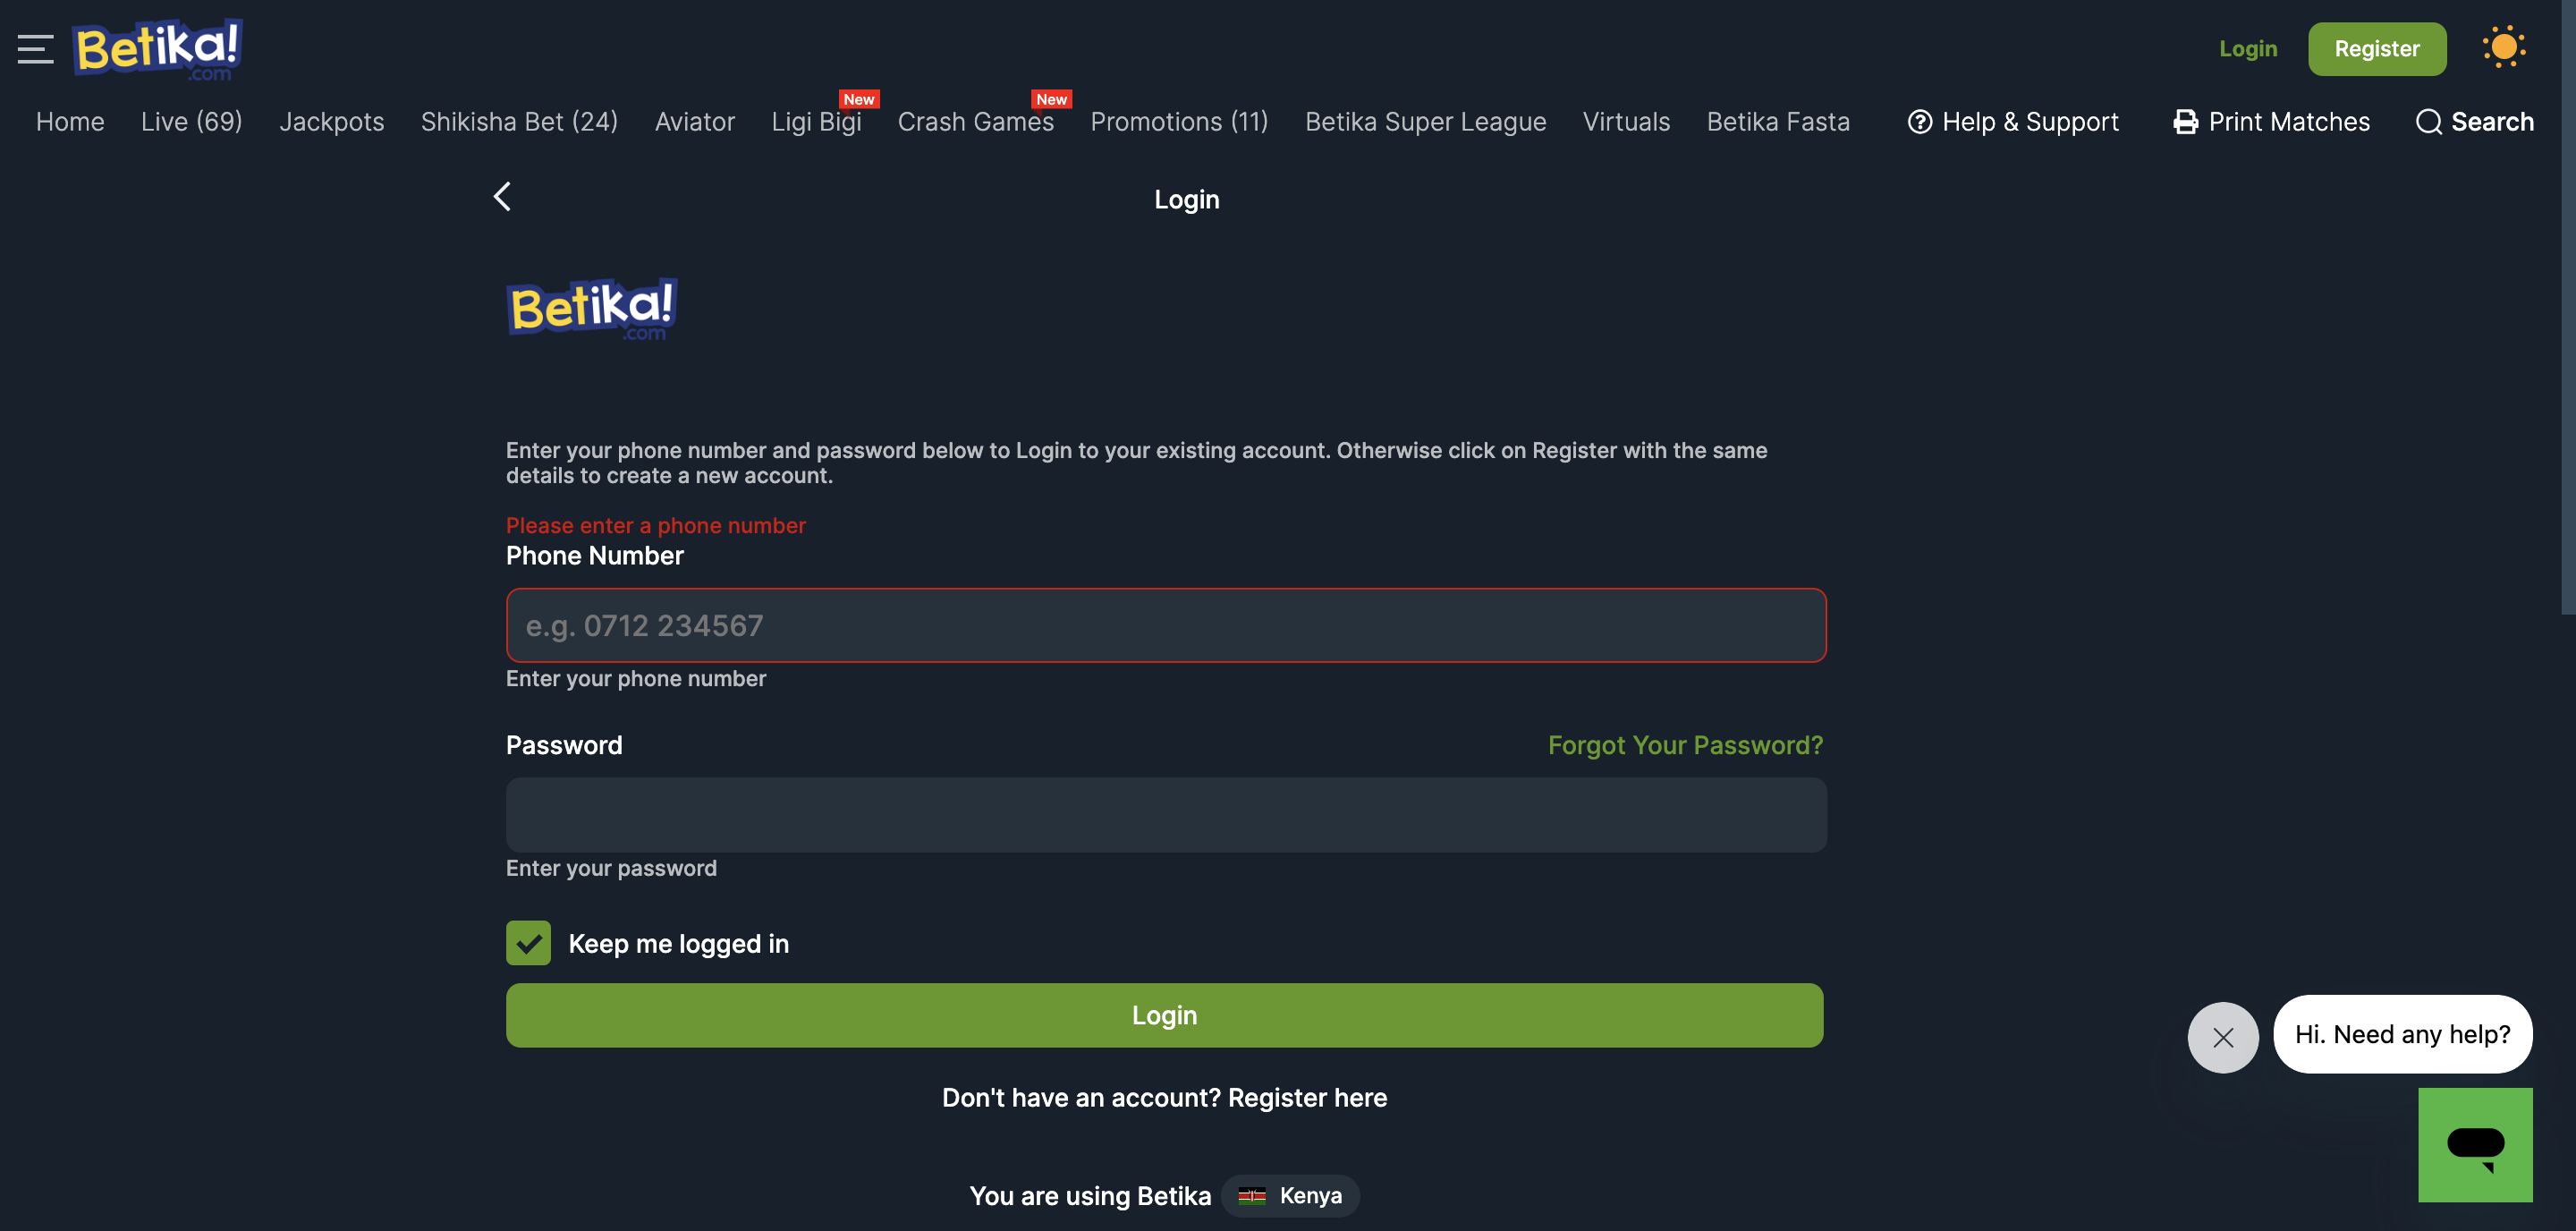 Betika!
.com
Login
Register
Home
Live (69)
Jackpots
Shikisha Bet (24)
Aviator
Ligi Bigi
New
Crash Games
New
Promotions (11)
Betika Super League
Virtuals
Betika Fasta
Help & Support
Print Matches
Search
Login
Betika!
.com
Enter your phone number and password below to Login to your existing account. Otherwise click on Register with the same
details to create a new account.
Please enter a phone number
Phone Number
e.g. 0712 234567
Enter your phone number
Password
Forgot Your Password?
Enter your password
Keep me logged in
Login
Don't have an account? Register here
You are using Betika
Kenya
Hi. Need any help?